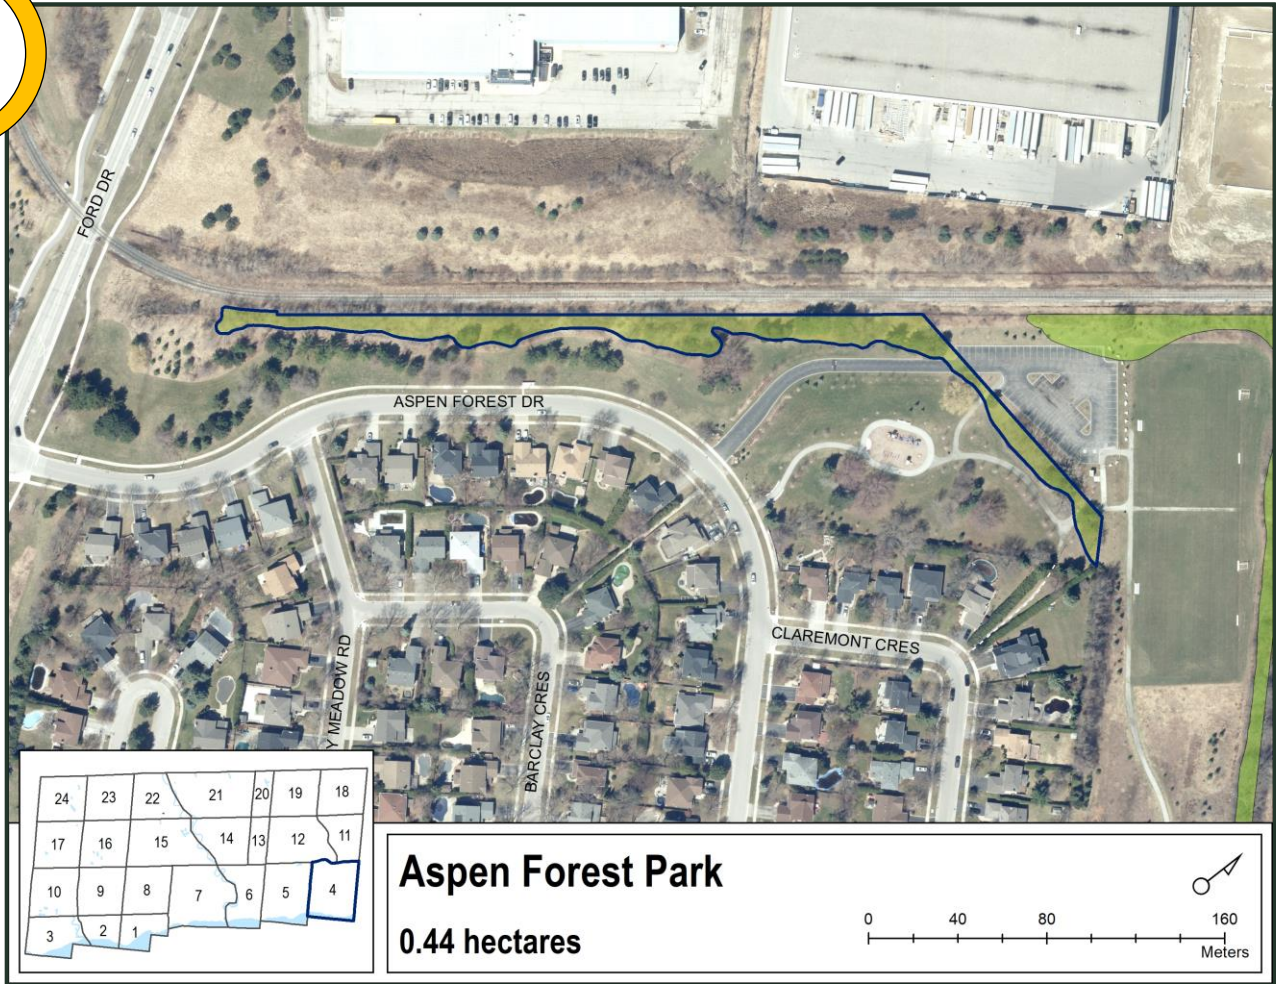 FORD DR
ASPEN FOREST DR
Y MEADOW RD
BARCLAY CRES
CLAREMONT CRES
24 23 22 21 20 19 18
17 16 15 14 13 12 11
10 9 8 7 6 5 4
3 2 1
Aspen Forest Park
0.44 hectares
0 40 80 160
Meters